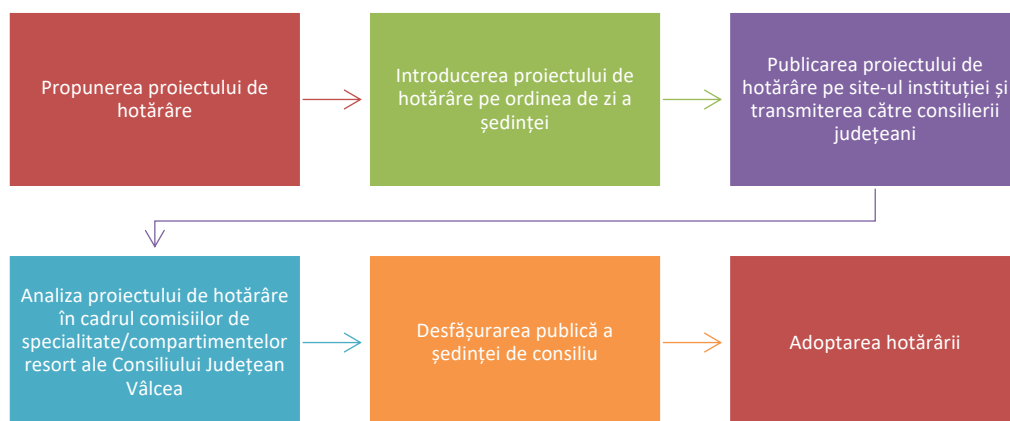 Propunerea proiectului de
hotărâre
Introducerea proiectului de
hotărâre pe ordinea de zi a
ședinței
Publicarea proiectului de
hotărâre pe site-ul instituției și
transmiterea către consilierii
județeani
Analiza proiectului de hotărâre
în cadrul comisiilor de
specialitate/compartimentelor
resort ale Consiliului Județean
Vâlcea
Desfășurarea publică a
ședinței de consiliu
Adoptarea hotărârii